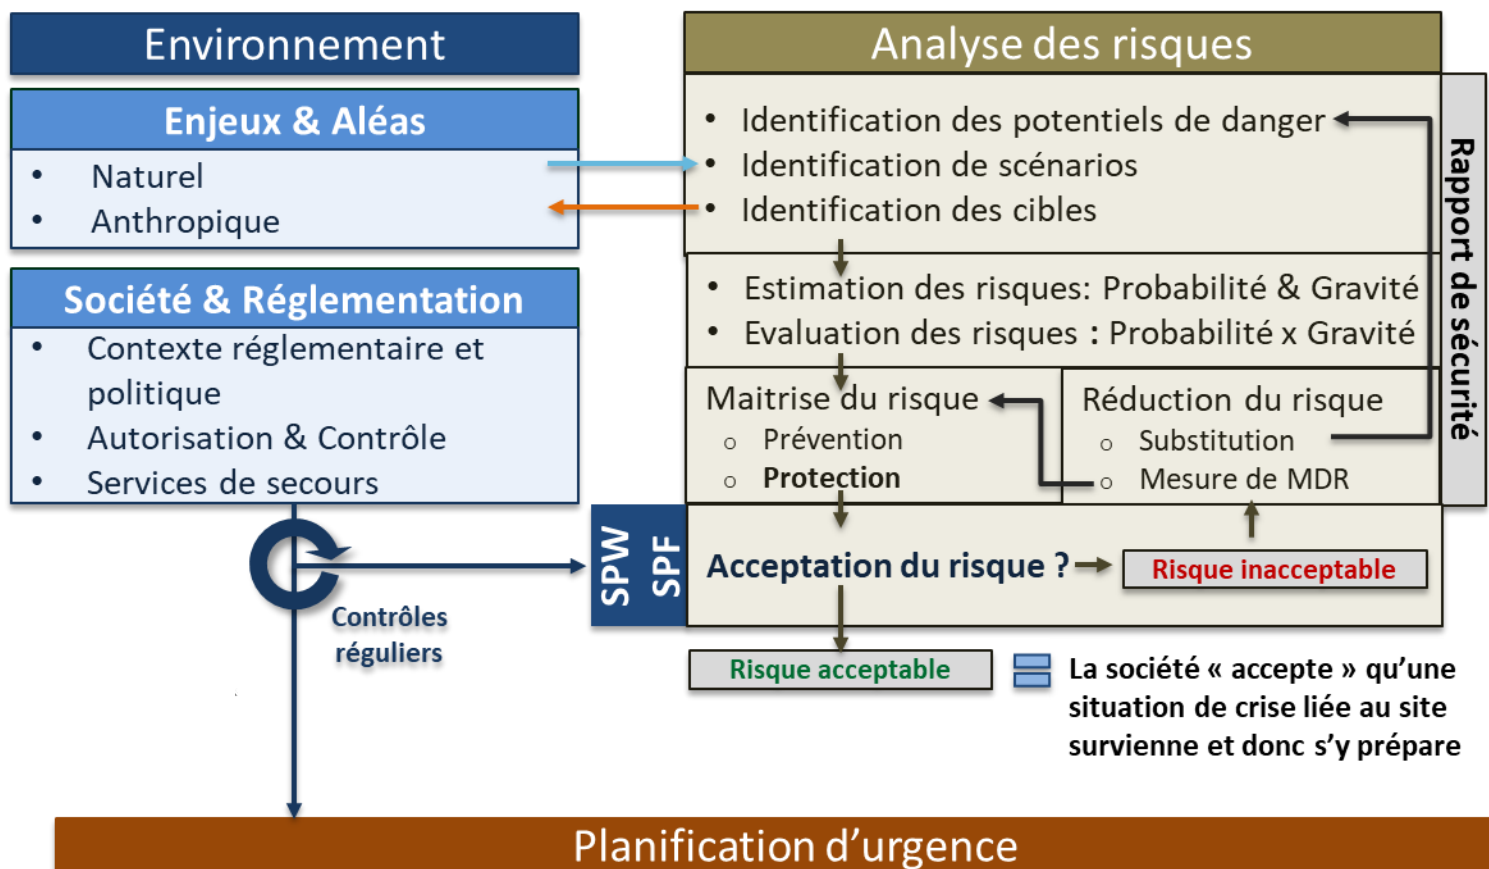 Environnement
Enjeux & Aléas
• Naturel
• Anthropique
Société & Réglementation
• Contexte réglementaire et
politique
• Autorisation & Contrôle
• Services de secours
Contrôles
réguliers
Analyse des risques
• Identification des potentiels de danger
• Identification de scénarios
• Identification des cibles
• Estimation des risques: Probabilité & Gravité
• Evaluation des risques : Probabilité x Gravité
Maitrise du risque
o Prévention
o Protection
Réduction du risque
o Substitution
o Mesure de MDR
Rapport de sécurité
SPW
SPF
Acceptation du risque ?
Risque inacceptable
Risque acceptable
La société « accepte » qu’une
situation de crise liée au site
survienne et donc s’y prépare
Planification d’urgence